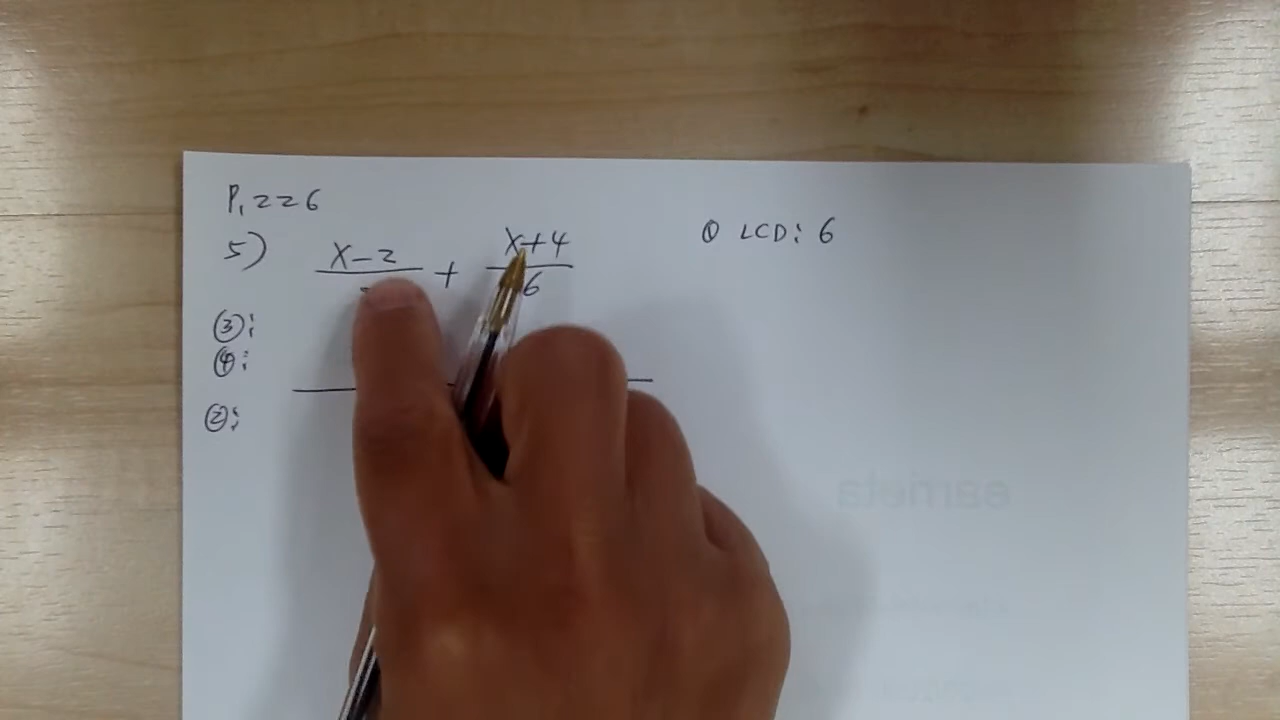 P.226
5) x-2 / + x+4 / 6
① LCD: 6
③:
④:
②: